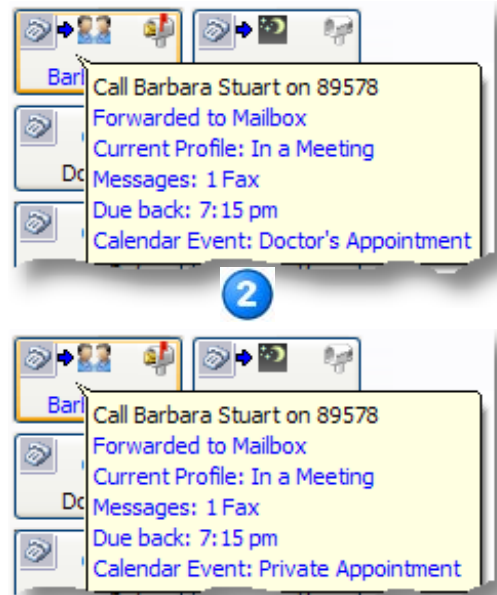 Barb
Call Barbara Stuart on 89578
Forwarded to Mailbox
Current Profile: In a Meeting
Messages: 1 Fax
Due back: 7:15 pm
Calendar Event: Doctor's Appointment
Do
2
Barb
Call Barbara Stuart on 89578
Forwarded to Mailbox
Current Profile: In a Meeting
Messages: 1 Fax
Due back: 7:15 pm
Calendar Event: Private Appointment
Do